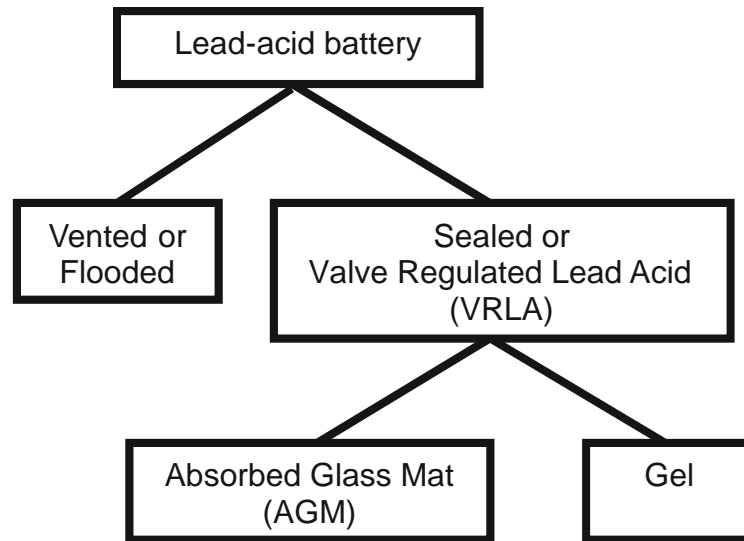 Lead-acid battery
Vented or
Flooded
Sealed or
Valve Regulated Lead Acid
(VRLA)
Absorbed Glass Mat
(AGM)
Gel